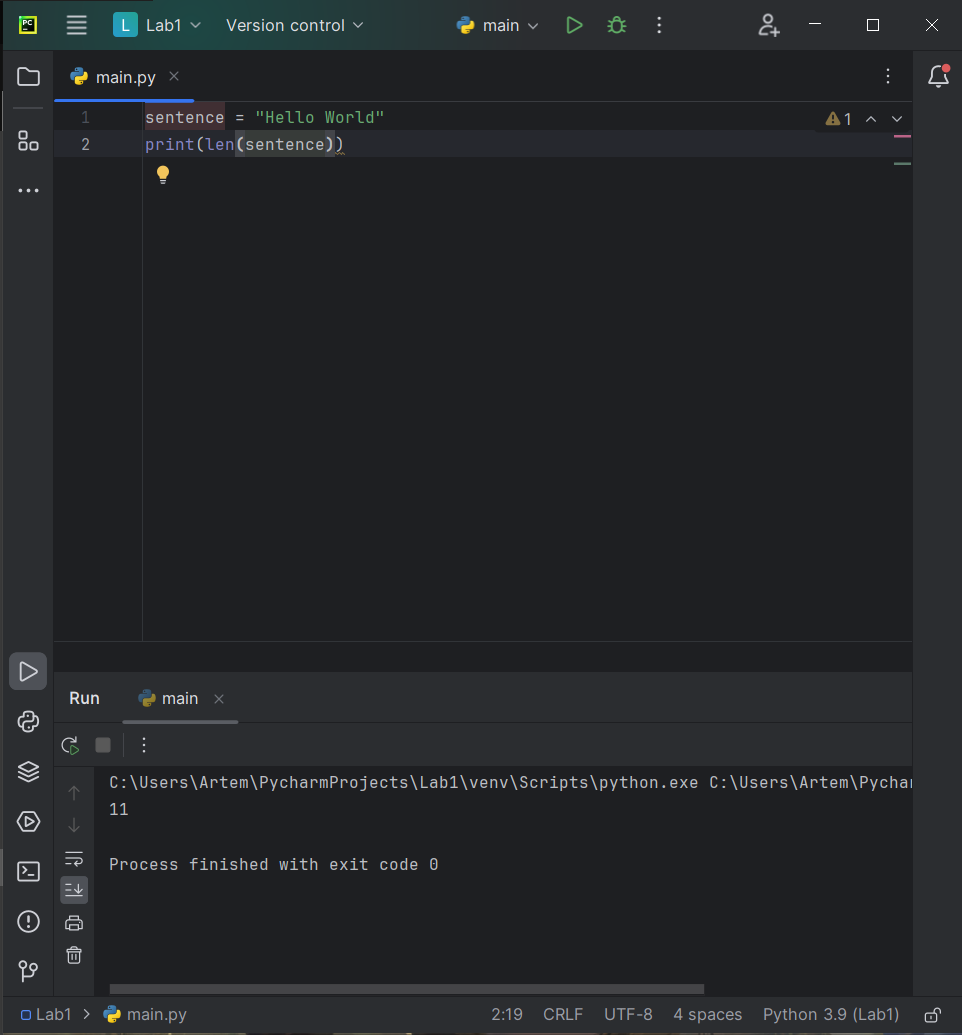 PC L Lab1 Version control main
main.py
1 sentence = "Hello World" 1
2 print(len(sentence))
Run main
C:\Users\Artem\PycharmProjects\Lab1\venv\Scripts\python.exe C:\Users\Artem\Pychar
11
Process finished with exit code 0
Lab1 > main.py 2:19 CRLF UTF-8 4 spaces Python 3.9 (Lab1)